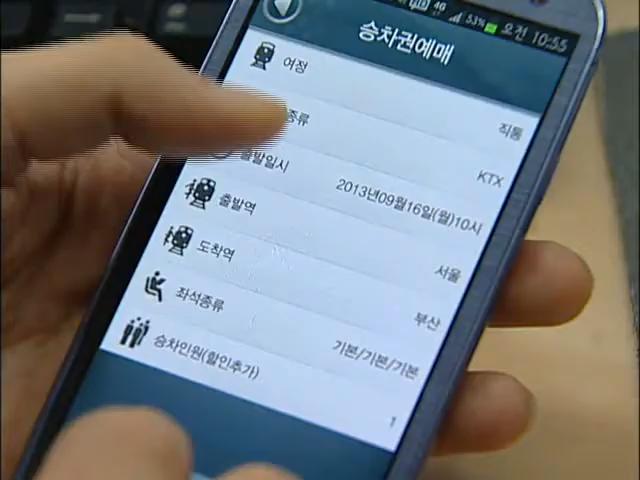 4G 53% 오전 10:55
승차권예매
여정 직통
종류 KTX
출발일시 2013년09월16일(월)10시
출발역 서울
도착역 부산
좌석종류 기본/기본/기본
승차인원(할인추가) 1